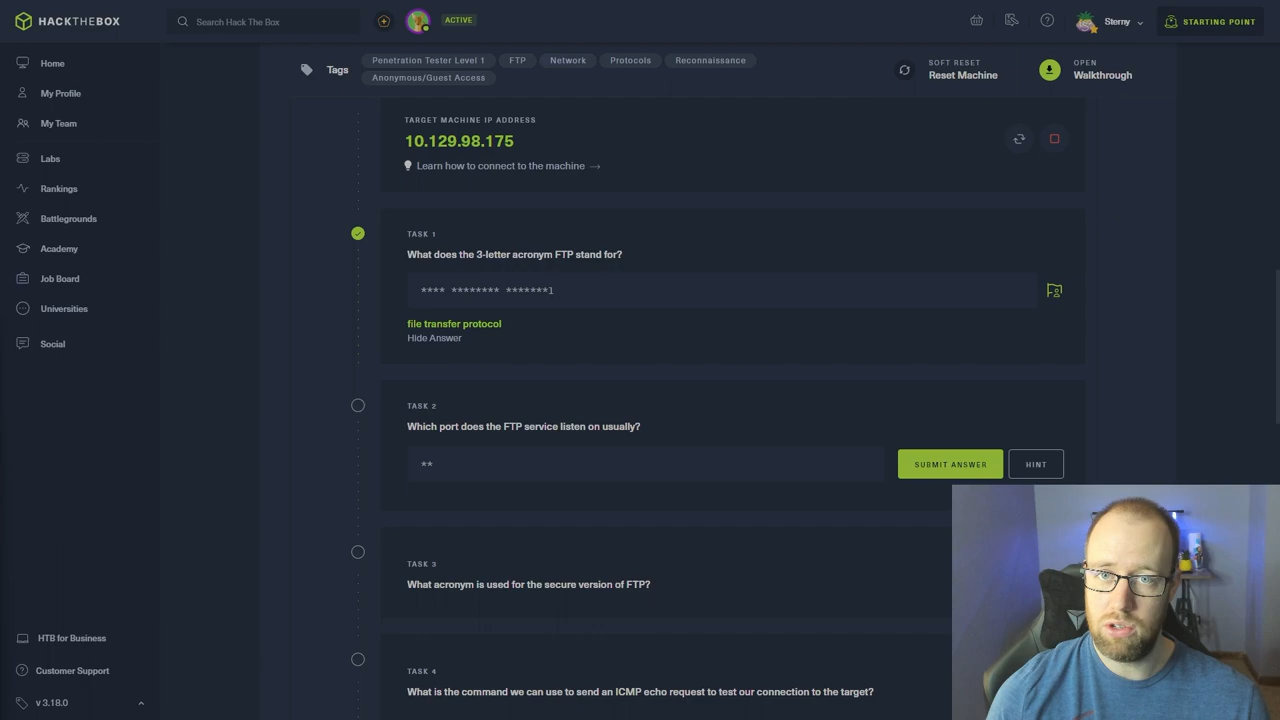 HACKTHEBOX
Search Hack The Box
ACTIVE
Sterny
STARTING POINT
Home
My Profile
My Team
Labs
Rankings
Battlegrounds
Academy
Job Board
Universities
Social
HTB for Business
Customer Support
v 3.18.0
Tags
Penetration Tester Level 1
FTP
Network
Protocols
Reconnaissance
Anonymous/Guest Access
SOFT RESET
Reset Machine
OPEN
Walkthrough
TARGET MACHINE IP ADDRESS
10.129.98.175
Learn how to connect to the machine →
TASK 1
What does the 3-letter acronym FTP stand for?
**** ******** *******l
file transfer protocol
Hide Answer
TASK 2
Which port does the FTP service listen on usually?
**
SUBMIT ANSWER
HINT
TASK 3
What acronym is used for the secure version of FTP?
TASK 4
What is the command we can use to send an ICMP echo request to test our connection to the target?